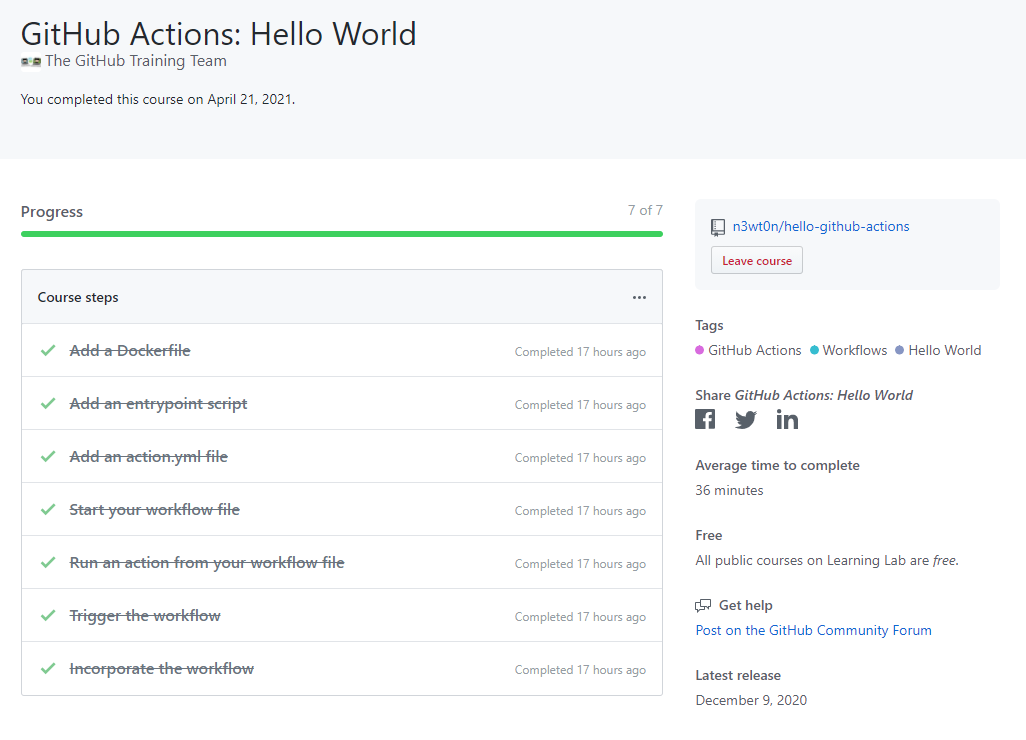 GitHub Actions: Hello World
The GitHub Training Team
You completed this course on April 21, 2021.
Progress
7 of 7
Course steps
Add a Dockerfile
Completed 17 hours ago
Add an entrypoint script
Completed 17 hours ago
Add an action.yml file
Completed 17 hours ago
Start your workflow file
Completed 17 hours ago
Run an action from your workflow file
Completed 17 hours ago
Trigger the workflow
Completed 17 hours ago
Incorporate the workflow
Completed 17 hours ago
n3wt0n/hello-github-actions
Leave course
Tags
GitHub Actions Workflows Hello World
Share GitHub Actions: Hello World
Average time to complete
36 minutes
Free
All public courses on Learning Lab are free.
Get help
Post on the GitHub Community Forum
Latest release
December 9, 2020